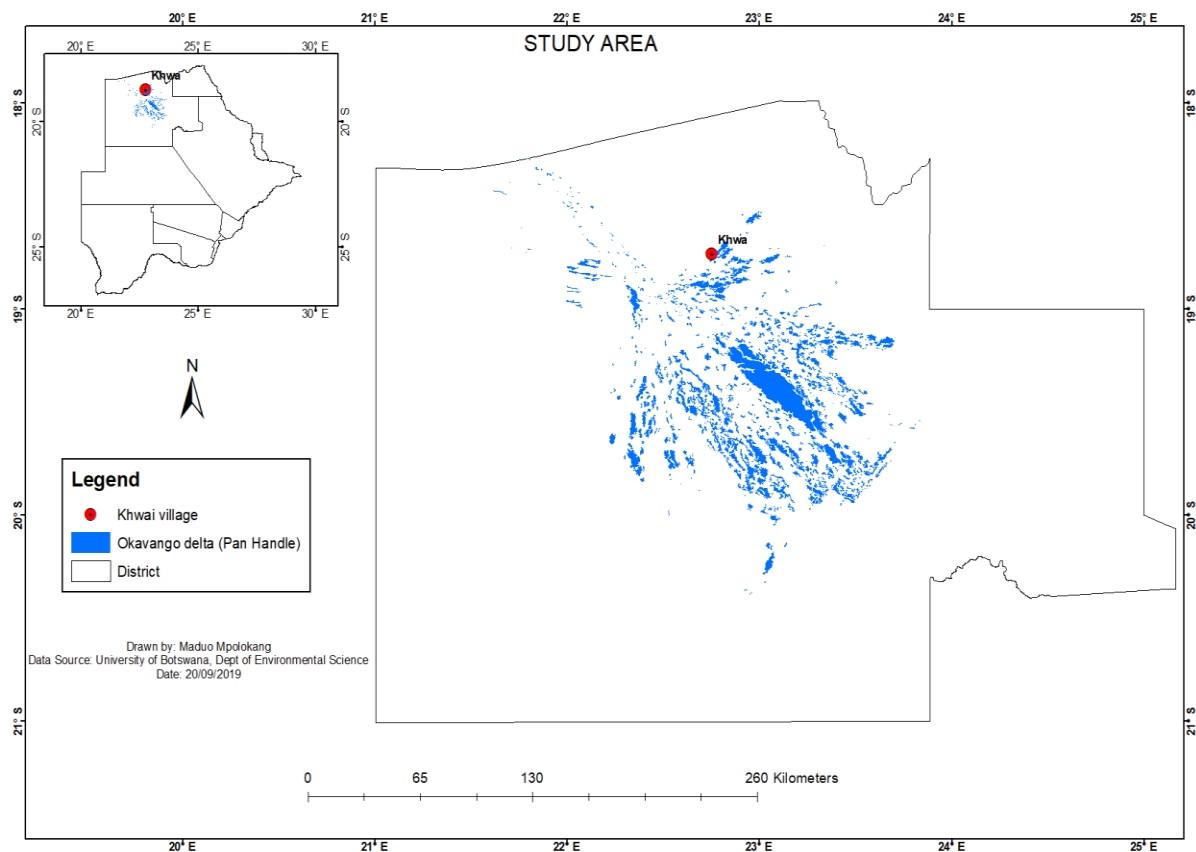 20° E 21° E 22° E 23° E 24° E 25° E
STUDY AREA
20° E 25° E 30° E
Khwa
18° S
20° S
20° S
18° S
25° S
25° S
Khwa
19° S
19° S
N
Legend
Khwai village
Okavango delta (Pan Handle)
District
20° S
20° S
Drawn by: Maduo Mpolokang
Data Source: University of Botswana, Dept of Environmental Science
Date: 20/09/2019
21° S
21° S
0 65 130 260 Kilometers
20° E 25° E 30° E
20° E 21° E 22° E 23° E 24° E 25° E